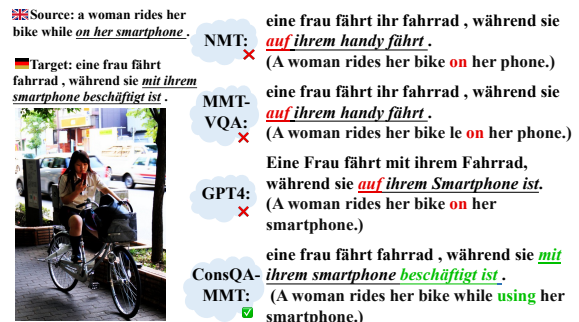 Source: a woman rides her
bike while on her smartphone .
Target: eine frau fährt
fahrrad , während sie mit ihrem
smartphone beschäftigt ist .
NMT:
eine frau fährt ihr fahrrad , während sie
auf ihrem handy fährt .
(A woman rides her bike on her phone.)
MMT-
VQA:
eine frau fährt ihr fahrrad , während sie
auf ihrem handy fährt .
(A woman rides her bike le on her phone.)
GPT4:
Eine Frau fährt mit ihrem Fahrrad,
während sie auf ihrem Smartphone ist.
(A woman rides her bike on her
smartphone.)
ConsQA-
MMT:
eine frau fährt fahrrad , während sie mit
ihrem smartphone beschäftigt ist .
(A woman rides her bike while using her
smartphone.)